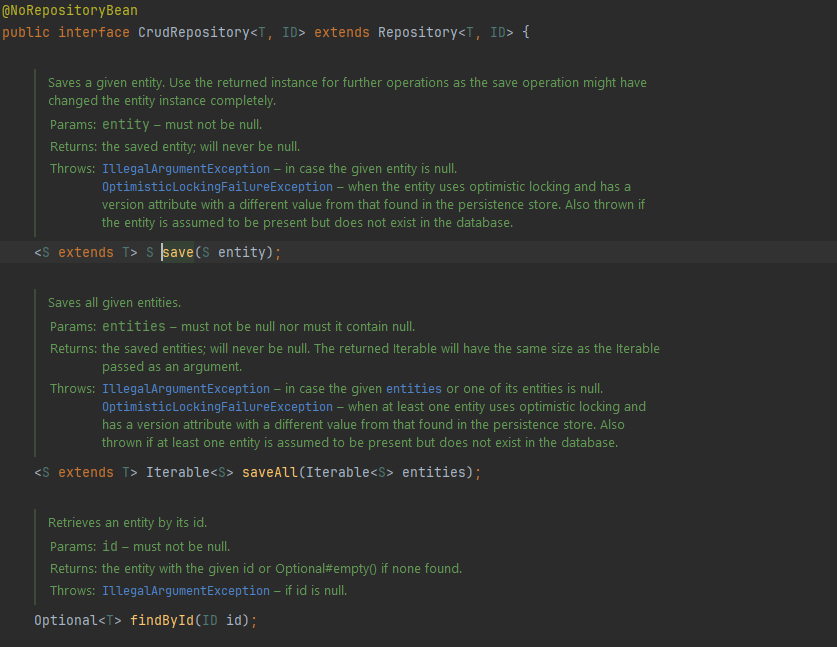 @NoRepositoryBean
public interface CrudRepository<T, ID> extends Repository<T, ID> {
Saves a given entity. Use the returned instance for further operations as the save operation might have
changed the entity instance completely.
Params: entity – must not be null.
Returns: the saved entity; will never be null.
Throws: IllegalArgumentException – in case the given entity is null.
OptimisticLockingFailureException – when the entity uses optimistic locking and has a
version attribute with a different value from that found in the persistence store. Also thrown if
the entity is assumed to be present but does not exist in the database.
<S extends T> S save(S entity);
Saves all given entities.
Params: entities – must not be null nor must it contain null.
Returns: the saved entities; will never be null. The returned Iterable will have the same size as the Iterable
passed as an argument.
Throws: IllegalArgumentException – in case the given entities or one of its entities is null.
OptimisticLockingFailureException – when at least one entity uses optimistic locking and
has a version attribute with a different value from that found in the persistence store. Also
thrown if at least one entity is assumed to be present but does not exist in the database.
<S extends T> Iterable<S> saveAll(Iterable<S> entities);
Retrieves an entity by its id.
Params: id – must not be null.
Returns: the entity with the given id or Optional#empty() if none found.
Throws: IllegalArgumentException – if id is null.
Optional<T> findById(ID id);